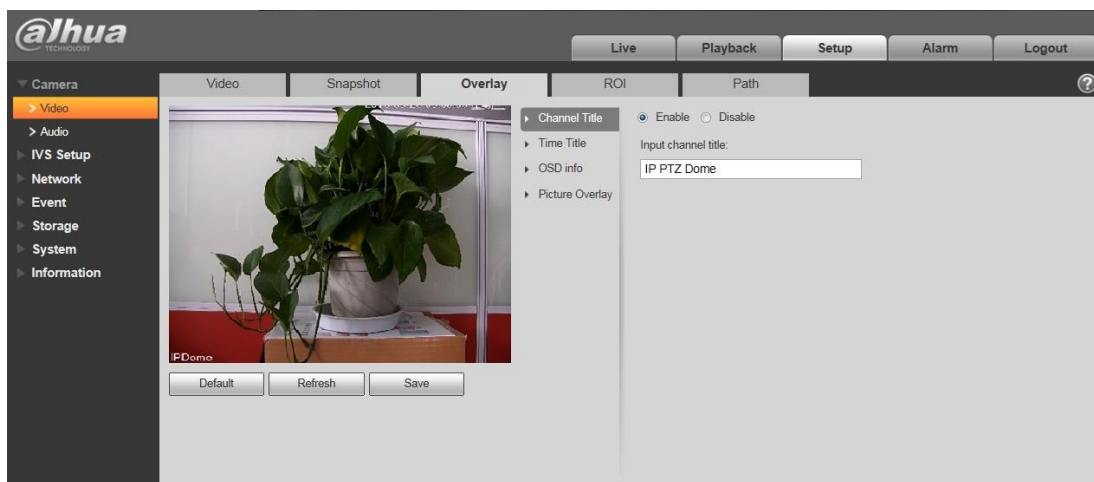 alhua
TECHNOLOGY
Live Playback Setup Alarm Logout
Camera
Video
Audio
IVS Setup
Network
Event
Storage
System
Information
Video Snapshot Overlay ROI Path
?
IPDome
Default Refresh Save
Channel Title
Time Title
OSD info
Picture Overlay
Enable Disable
Input channel title:
IP PTZ Dome